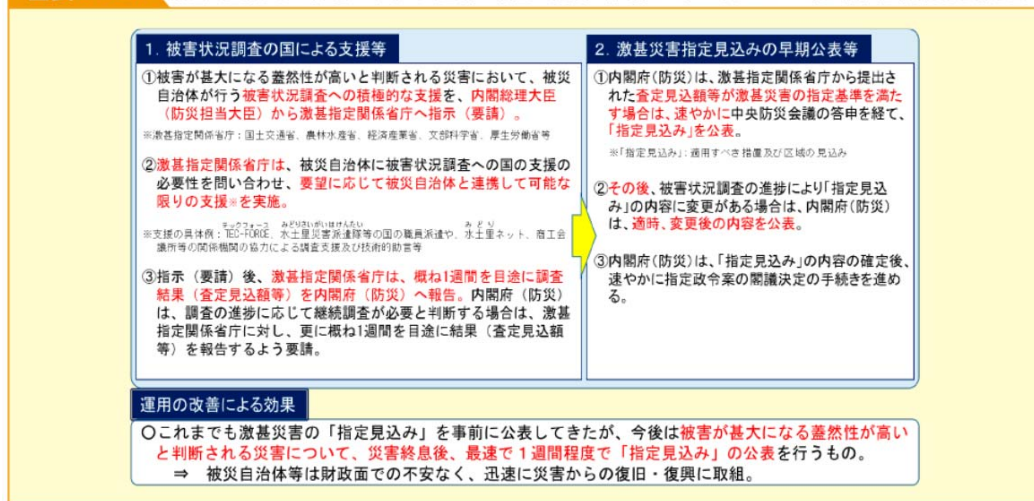 1．被害状況調査の国による支援等
①被害が甚大になる蓋然性が高いと判断される災害において、被災
自治体が行う被害状況調査への積極的な支援を、内閣総理大臣
（防災担当大臣）から激甚指定関係省庁へ指示（要請）。
※激甚指定関係省庁：国土交通省、農林水産省、経済産業省、文部科学省、厚生労働省等
②激甚指定関係省庁は、被災自治体に被害状況調査への国の支援の
必要性を問い合わせ、要望に応じて被災自治体と連携して可能な
限りの支援※を実施。
テックフォース みどりさいがいはけんたい みどり
※支援の具体例：TEC-FORCE、水土里災害派遣隊等の国の職員派遣や、水土里ネット、商工会
議所等の関係機関の協力による調査支援及び技術的助言等
③指示（要請）後、激甚指定関係省庁は、概ね1週間を目途に調査
結果（査定見込額等）を内閣府（防災）へ報告。内閣府（防災）
は、調査の進捗に応じて継続調査が必要と判断する場合は、激甚
指定関係省庁に対し、更に概ね1週間を目途に結果（査定見込額
等）を報告するよう要請。
2．激甚災害指定見込みの早期公表等
①内閣府（防災）は、激甚指定関係省庁から提出さ
れた査定見込額等が激甚災害の指定基準を満た
す場合は、速やかに中央防災会議の答申を経て、
「指定見込み」を公表。
※「指定見込み」：適用すべき措置及び区域の見込み
②その後、被害状況調査の進捗により「指定見込
み」の内容に変更がある場合は、内閣府（防災）
は、適時、変更後の内容を公表。
③内閣府（防災）は、「指定見込み」の内容の確定後、
速やかに指定政令案の閣議決定の手続きを進め
る。
運用の改善による効果
○これまでも激甚災害の「指定見込み」を事前に公表してきたが、今後は被害が甚大になる蓋然性が高い
と判断される災害について、災害終息後、最速で1週間程度で「指定見込み」の公表を行うもの。
⇒ 被災自治体等は財政面での不安なく、迅速に災害からの復旧・復興に取組。